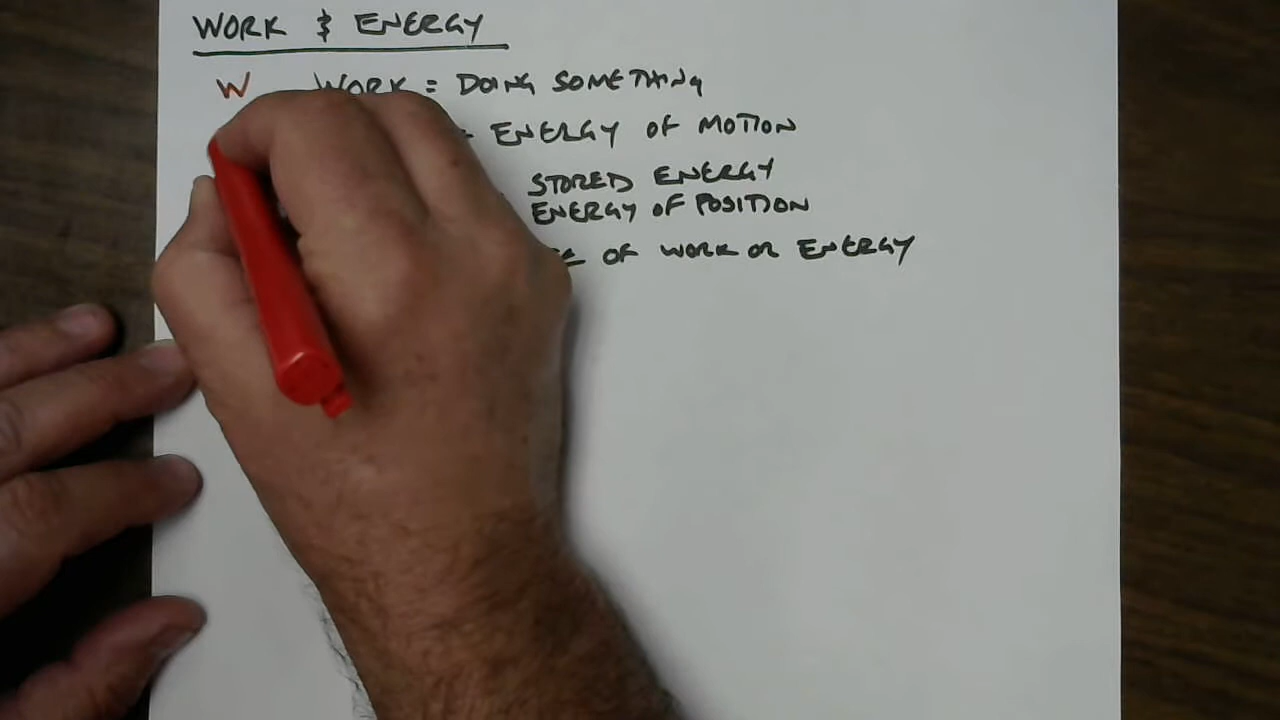 WORK & ENERGY
W WORK = DOING SOMETHING
= ENERGY OF MOTION
STORED ENERGY
ENERGY OF POSITION
OF WORK OR ENERGY